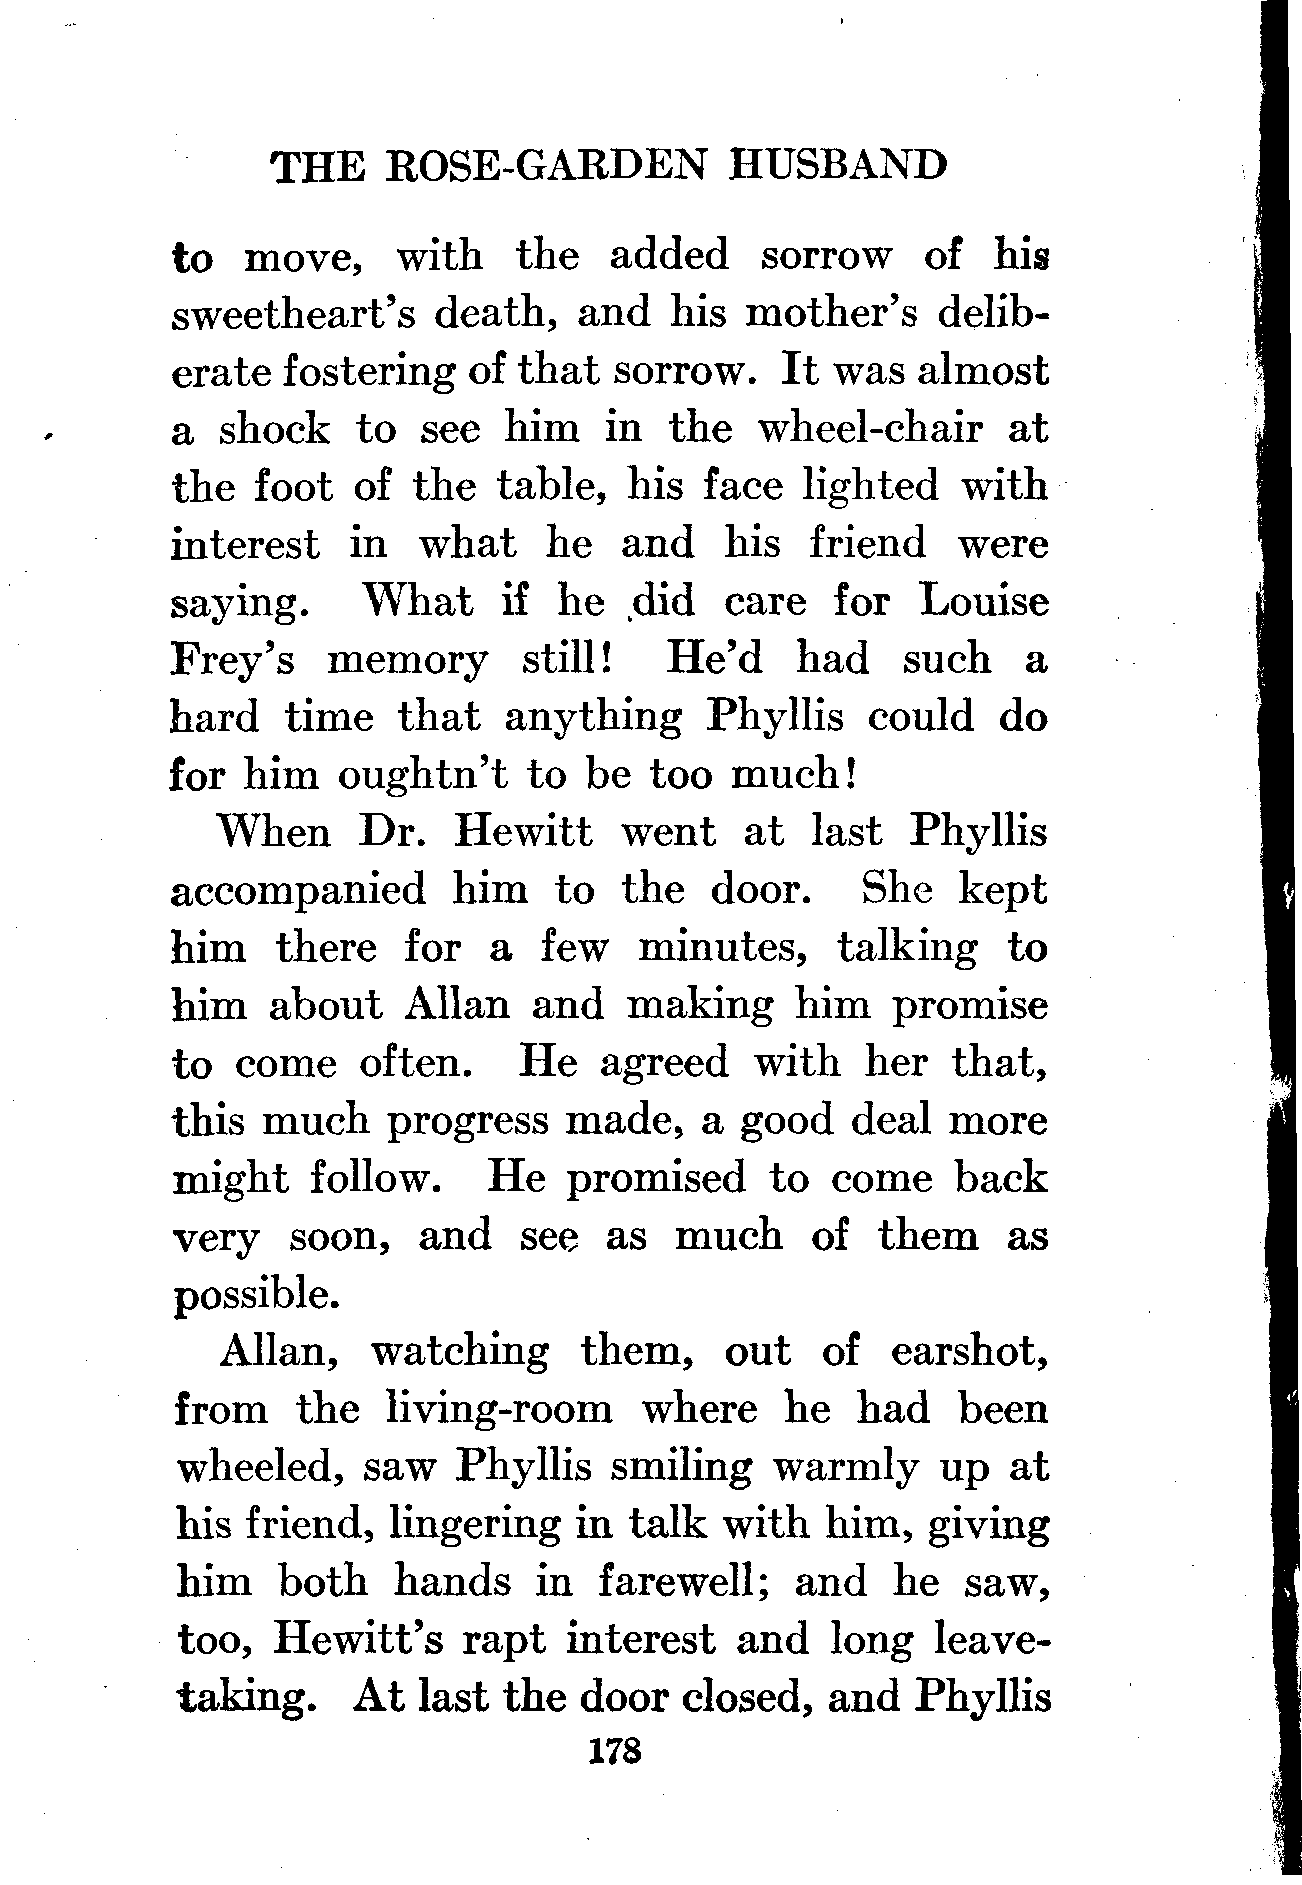 THE ROSE-GARDEN HUSBAND
to move, with the added sorrow of his
sweetheart's death, and his mother's delib-
erate fostering of that sorrow. It was almost
a shock to see him in the wheel-chair at
the foot of the table, his face lighted with
interest in what he and his friend were
saying. What if he did care for Louise
Frey's memory still! He'd had such a
hard time that anything Phyllis could do
for him oughtn't to be too much!
When Dr. Hewitt went at last Phyllis
accompanied him to the door. She kept
him there for a few minutes, talking to
him about Allan and making him promise
to come often. He agreed with her that,
this much progress made, a good deal more
might follow. He promised to come back
very soon, and see as much of them as
possible.
Allan, watching them, out of earshot,
from the living-room where he had been
wheeled, saw Phyllis smiling warmly up at
his friend, lingering in talk with him, giving
him both hands in farewell; and he saw,
too, Hewitt's rapt interest and long leave-
taking. At last the door closed, and Phyllis
178